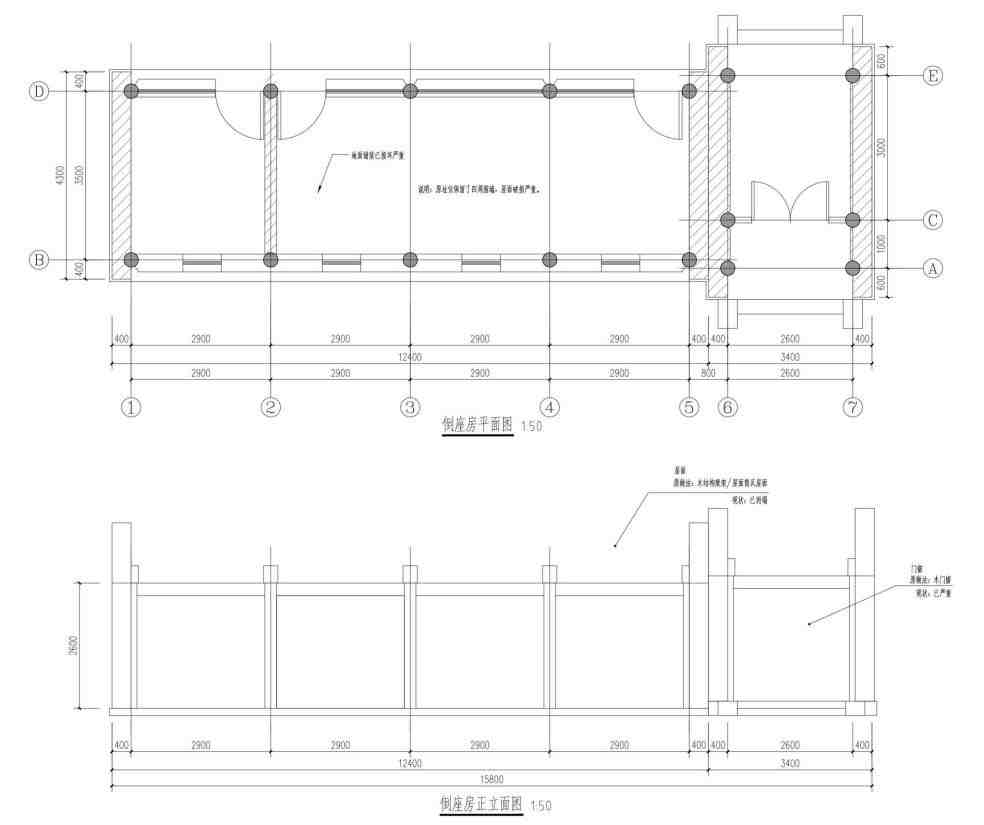 400
D
3500
4300
B
400
600
E
3000
C
1000
A
600
地面铺装已损坏严重
说明：原址仅保留了四周围墙，屋面破损严重。
400 2900 2900 2900 2900 400 400 2600 400
12400 3400
2900 2900 2900 2900 800 2600
1 2 3 4 5 6 7
倒座房平面图 1:50
屋面
原做法：木结构梁架/屋面筒瓦屋面
现状：已坍塌
门窗
原做法：木门窗
现状：已严重
2600
400 2900 2900 2900 2900 400 400 2600 400
12400 3400
15800
倒座房正立面图 1:50